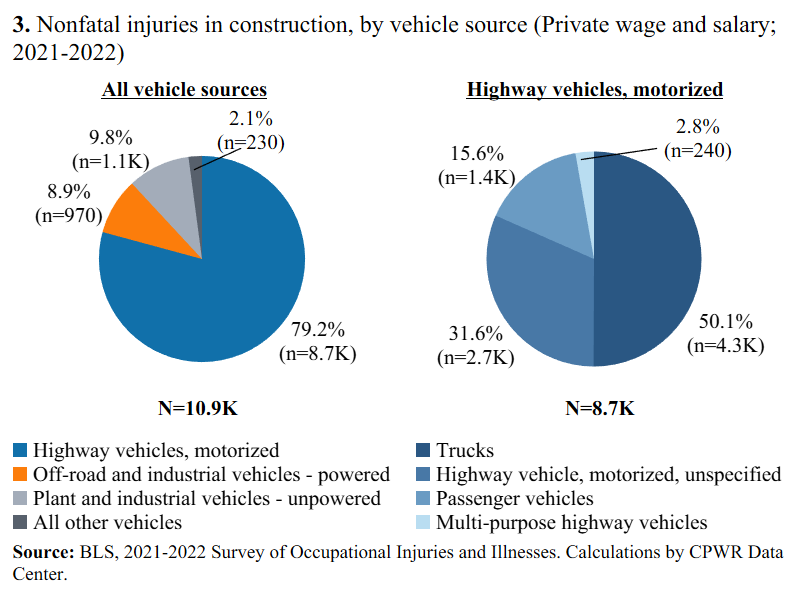 3. Nonfatal injuries in construction, by vehicle source (Private wage and salary;
2021-2022)
All vehicle sources
2.1%
(n=230)
9.8%
(n=1.1K)
8.9%
(n=970)
79.2%
(n=8.7K)
N=10.9K
Highway vehicles, motorized
Off-road and industrial vehicles - powered
Plant and industrial vehicles - unpowered
All other vehicles
Highway vehicles, motorized
2.8%
(n=240)
15.6%
(n=1.4K)
31.6%
(n=2.7K)
50.1%
(n=4.3K)
N=8.7K
Trucks
Highway vehicle, motorized, unspecified
Passenger vehicles
Multi-purpose highway vehicles
Source: BLS, 2021-2022 Survey of Occupational Injuries and Illnesses. Calculations by CPWR Data
Center.